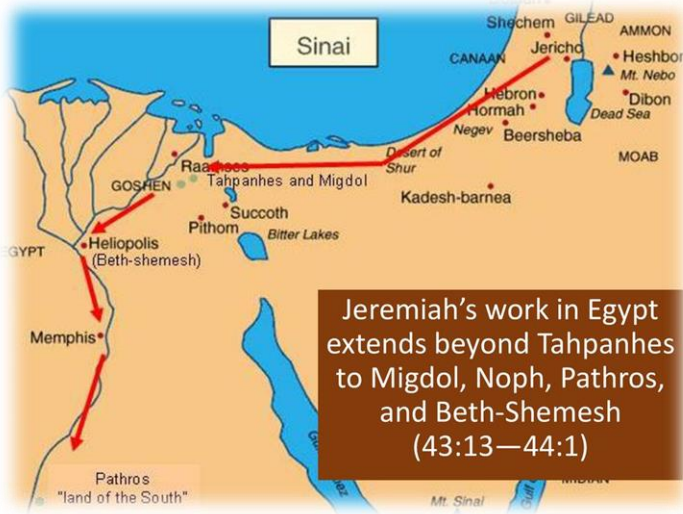 Sinai
Shechem
GILEAD
AMMON
Jericho
CANAAN
Heshbon
Mt. Nebo
Hebron
Dibon
Hormah
Dead Sea
Negev
Beersheba
MOAB
Desert of
Shur
Kadesh-barnea
Tahpanhes and Migdol
GOSHEN
Succoth
Pithom
Bitter Lakes
Heliopolis
(Beth-shemesh)
EGYPT
Memphis
Jeremiah’s work in Egypt
extends beyond Tahpanhes
to Migdol, Noph, Pathros,
and Beth-Shemesh
(43:13—44:1)
Pathros
"land of the South"
Mt. Sinai